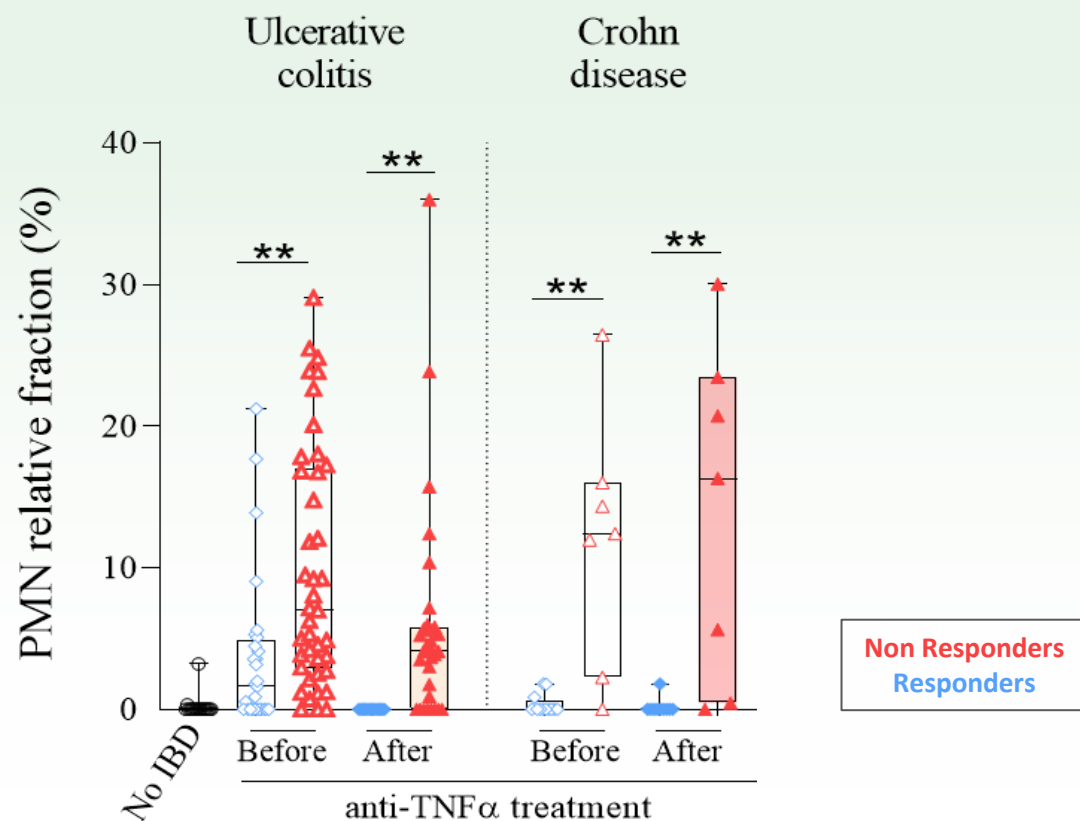 Ulcerative
colitis
Crohn
disease
PMN relative fraction (%)
40
30
20
10
0
**
**
**
**
No IBD
Before
After
Before
After
anti-TNFα treatment
Non Responders
Responders